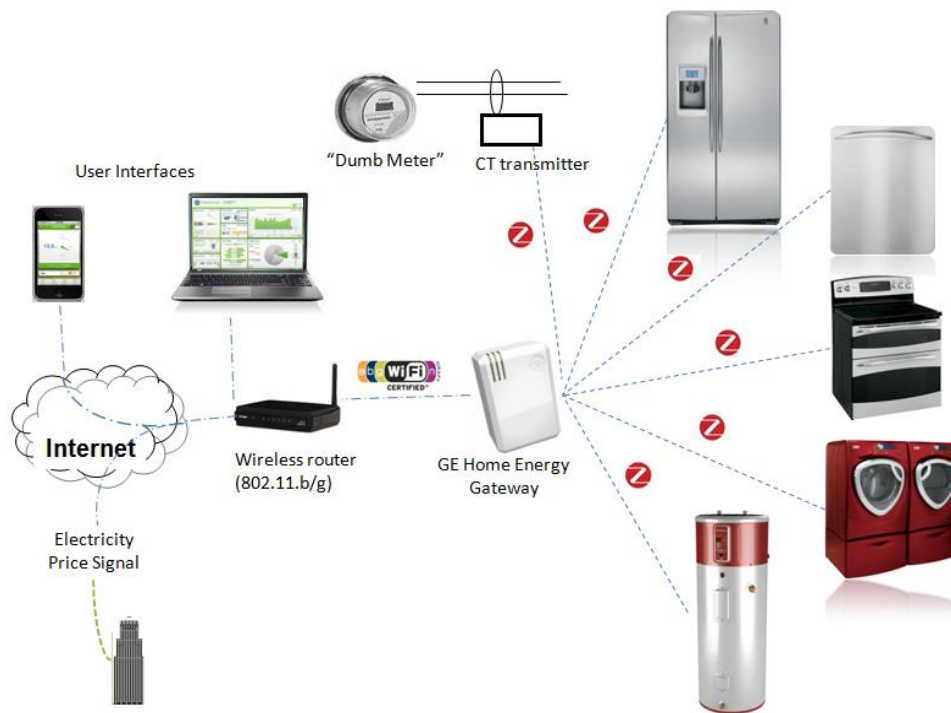 "Dumb Meter"
CT transmitter
User Interfaces
Internet
Wireless router
(802.11.b/g)
a b g WiFi n
CERTIFIED
GE Home Energy
Gateway
Electricity
Price Signal
Z
Z
Z
Z
Z
Z